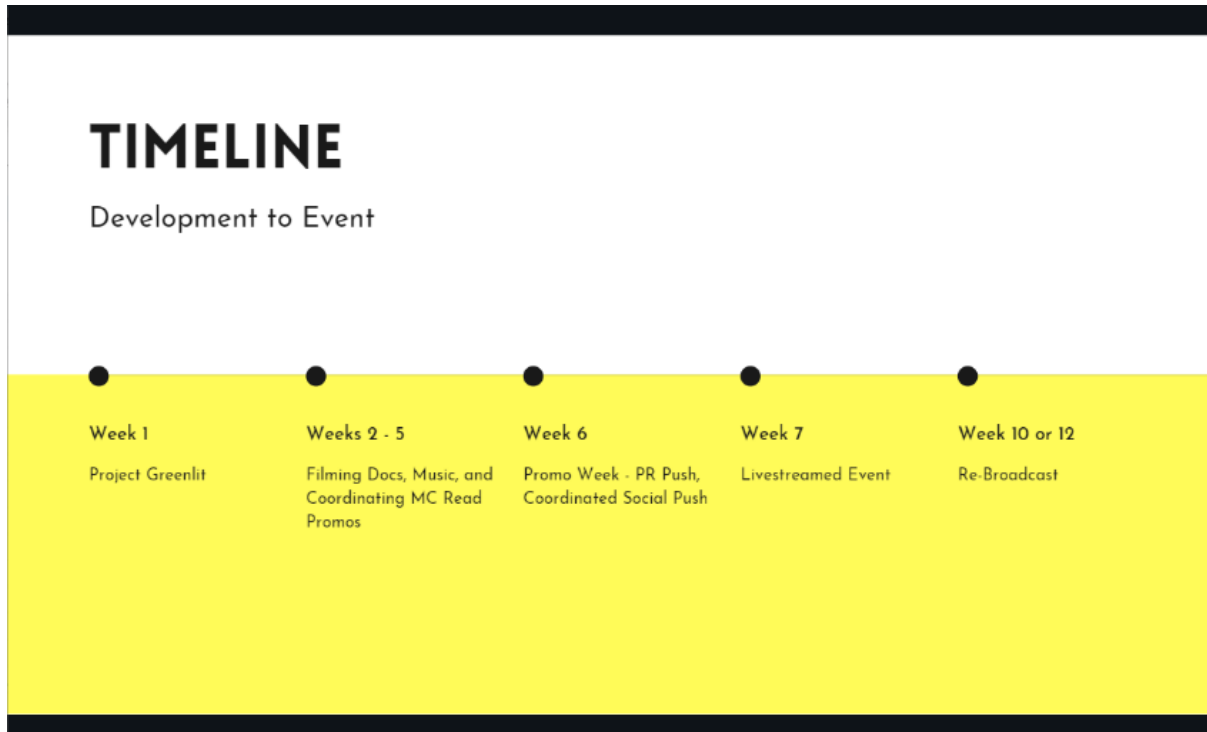 TIMELINE
Development to Event
Week 1
Project Greenlit
Weeks 2 - 5
Filming Docs, Music, and
Coordinating MC Read
Promos
Week 6
Promo Week - PR Push,
Coordinated Social Push
Week 7
Livestreamed Event
Week 10 or 12
Re-Broadcast